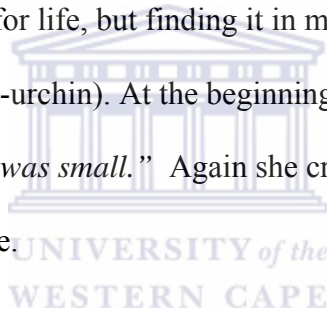 for life, but finding it in m
-urchin). At the beginning
was small.” Again she cr
e.
UNIVERSITY of the
WESTERN CAPE